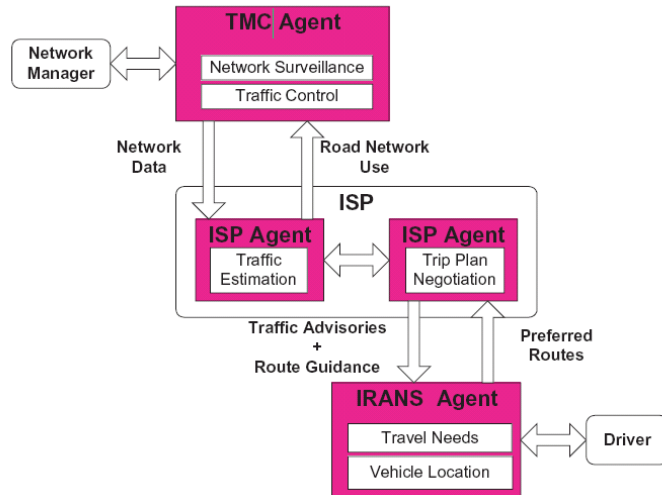 TMC Agent
Network
Manager
Network Surveillance
Traffic Control
Network
Data
Road Network
Use
ISP
ISP Agent
Traffic
Estimation
ISP Agent
Trip Plan
Negotiation
Traffic Advisories
+
Route Guidance
Preferred
Routes
IRANS Agent
Travel Needs
Vehicle Location
Driver